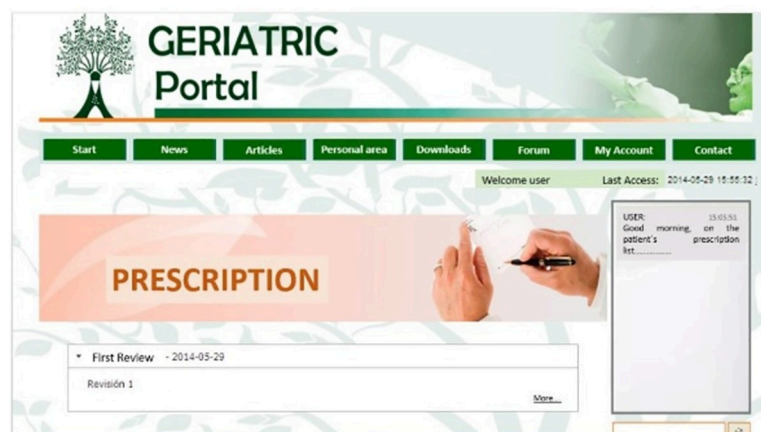 GERIATRIC
Portal
Start News Articles Personal area Downloads Forum My Account Contact
Welcome user Last Access: 2014-05-29 15:55:32
PRESCRIPTION
USER: 15:03:51
Good morning, on the
patient´s prescription
list................
First Review - 2014-05-29
Revisión 1
More...